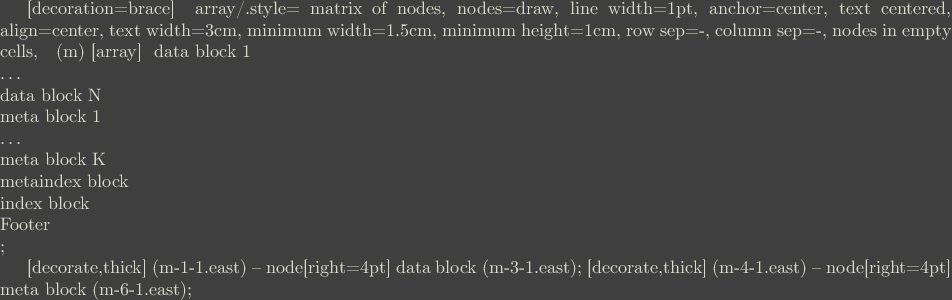 [decoration=brace] array/.style= matrix of nodes, nodes=draw, line width=1pt, anchor=center, text centered,
align=center, text width=3cm, minimum width=1.5cm, minimum height=1cm, row sep=-, column sep=-, nodes in empty
cells, (m) [array] data block 1
…
data block N
meta block 1
…
meta block K
metaindex block
index block
Footer
;
[decorate,thick] (m-1-1.east) – node[right=4pt] data block (m-3-1.east); [decorate,thick] (m-4-1.east) – node[right=4pt]
meta block (m-6-1.east);